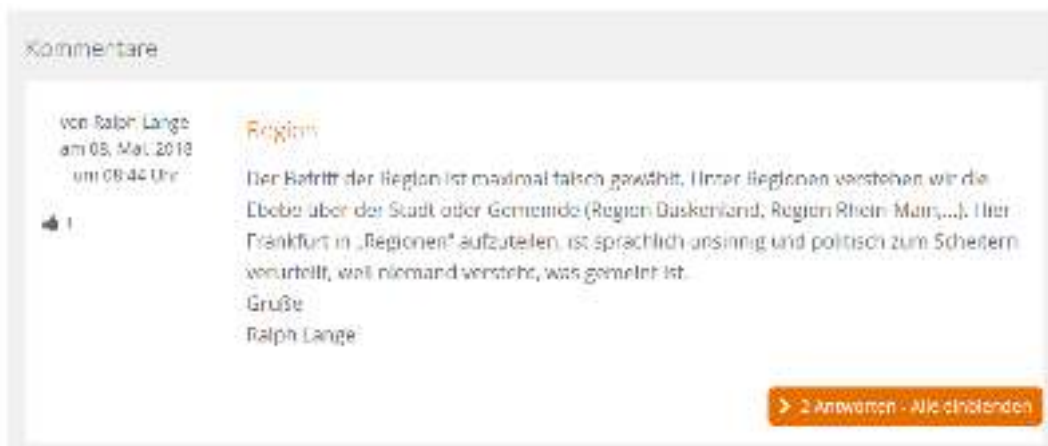 Kommentare
von Ralph Lange
am 08. Mai. 2018
um 08:44 Uhr
1
Region
Der Betriff der Region ist maximal falsch gewählt. Unter Regionen verstehen wir die
Ebebe über der Stadt oder Gemeinde (Region Baskenland, Region Rhein-Main,...). Hier
Frankfurt in „Regionen“ aufzuteilen, ist sprachlich unsinnig und politisch zum Scheitern
verurteilt, weil niemand versteht, was gemeint ist.
Grüße
Ralph Lange
2 Antworten - Alle einblenden